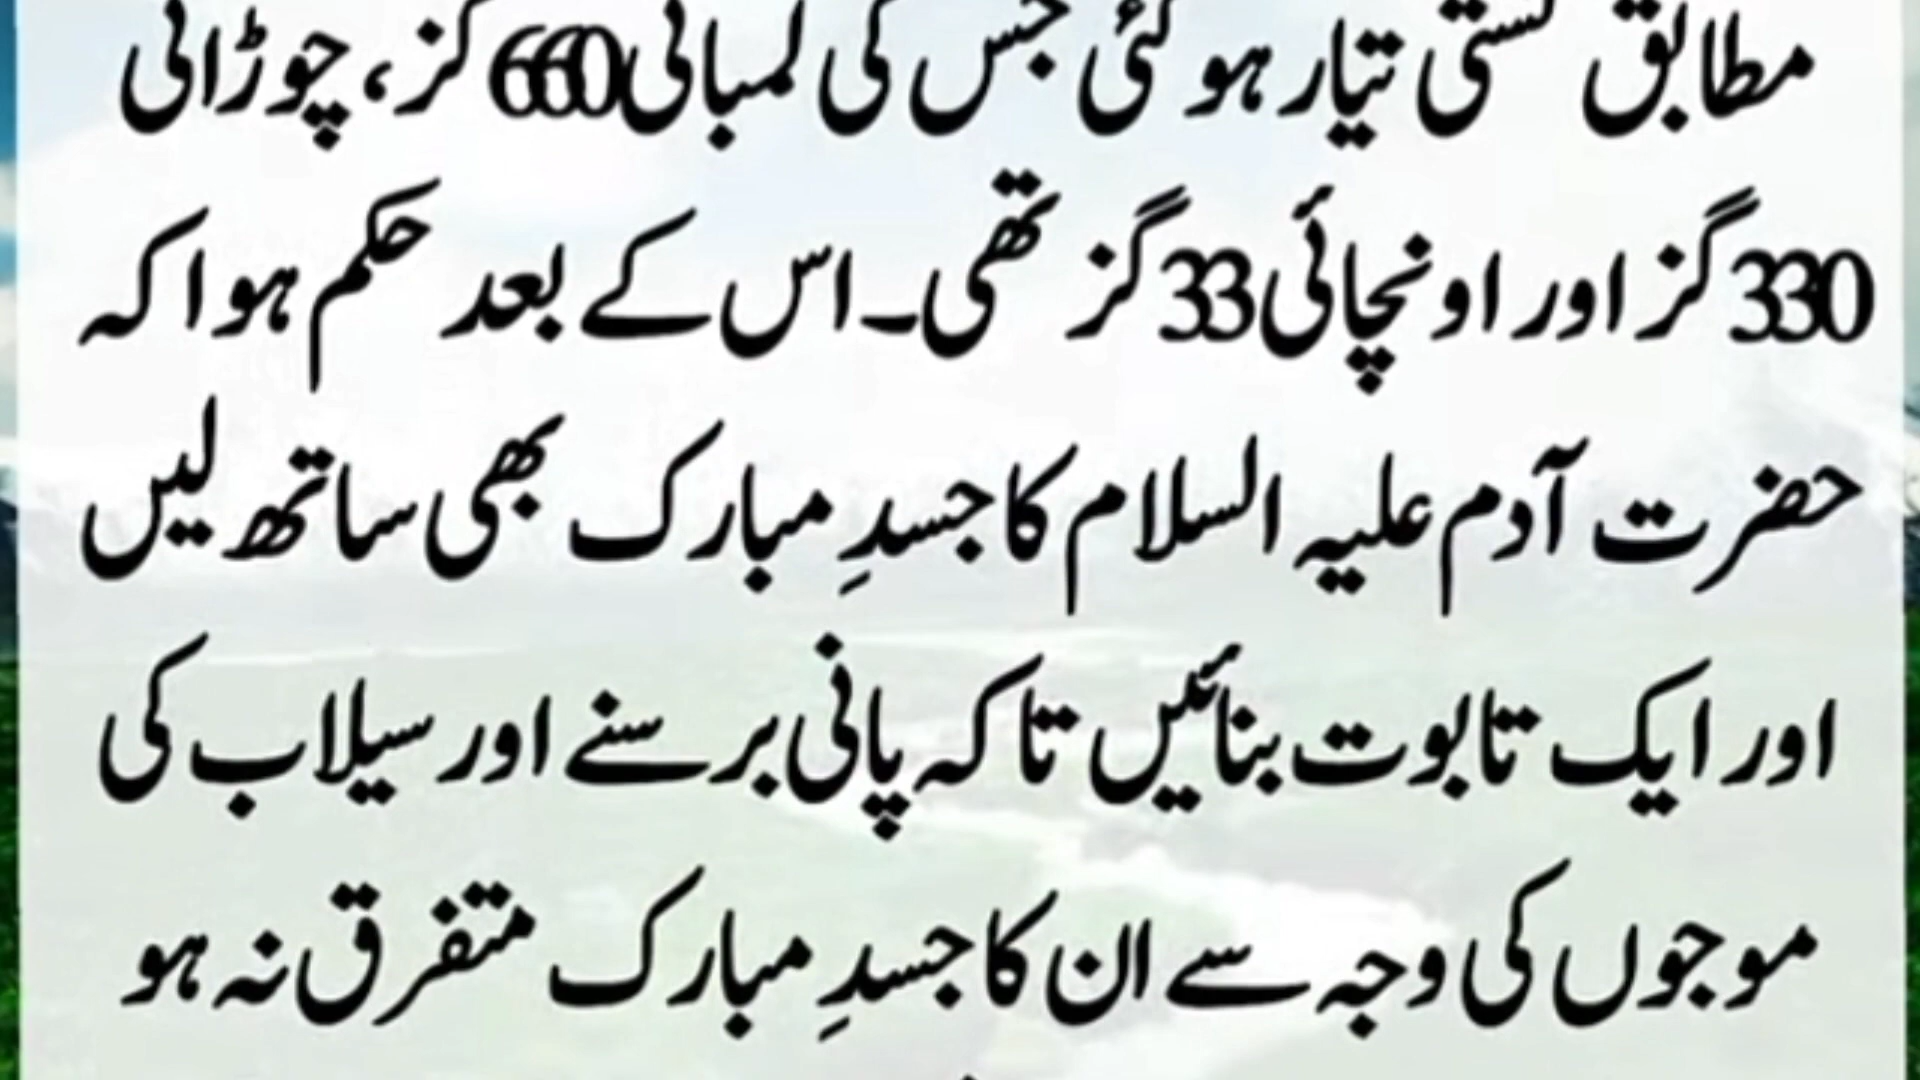 مطابق کشتی تیار ہو گئی جس کی لمبائی 660 گز، چوڑائی
330 گز اور اونچائی 33 گز تھی۔ اس کے بعد حکم ہوا کہ
حضرت آدم علیہ السلام کا جسدِ مبارک بھی ساتھ لیں
اور ایک تابوت بنائیں تاکہ پانی برسنے اور سیلاب کی
موجوں کی وجہ سے ان کا جسدِ مبارک متفرق نہ ہو